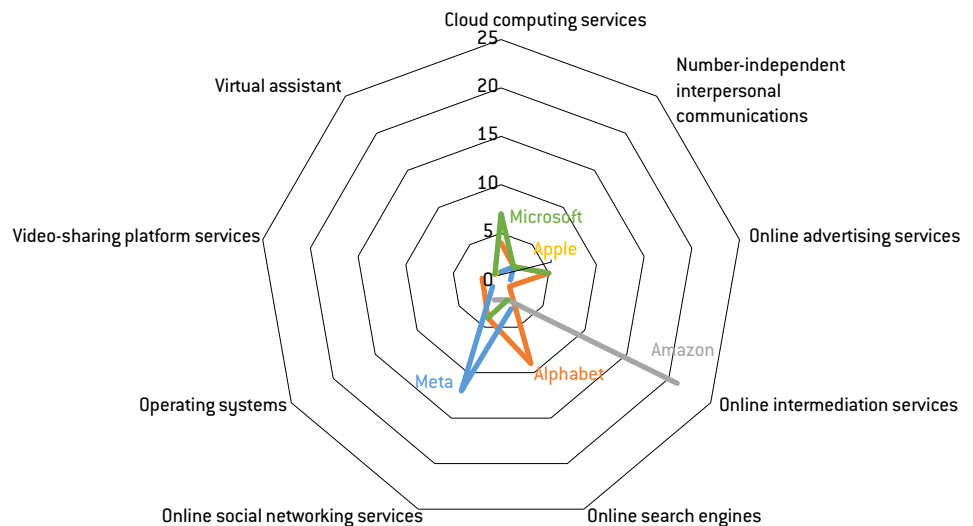 Cloud computing services
25
Number-independent
interpersonal
communications
Virtual assistant
20
15
10
Microsoft
5
Apple
Video-sharing platform services
Online advertising services
0
Amazon
Meta
Alphabet
Operating systems
Online intermediation services
Online social networking services
Online search engines